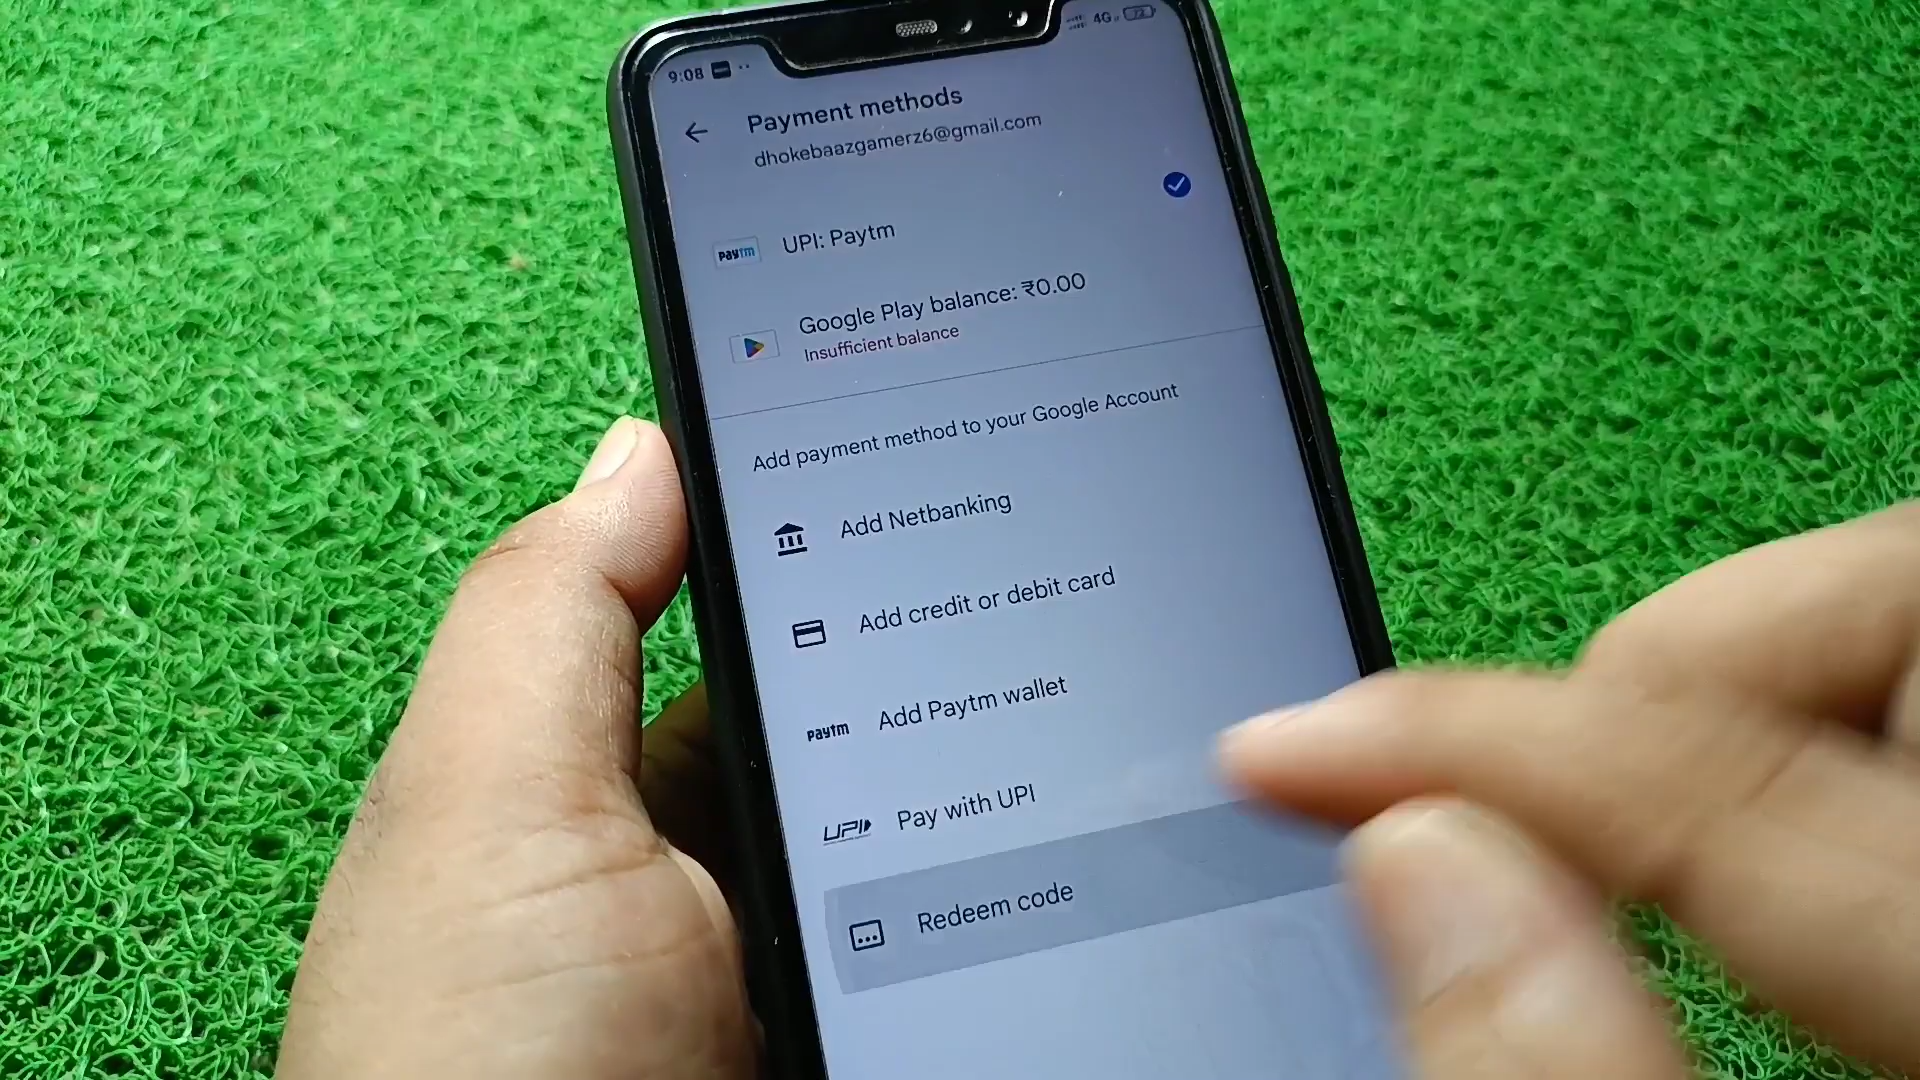 9:08
4G
72
Payment methods
dhokebaazgamerz6@gmail.com
paytm
UPI: Paytm
Google Play balance: ₹0.00
Insufficient balance
Add payment method to your Google Account
Add Netbanking
Add credit or debit card
paytm
Add Paytm wallet
UPI
Pay with UPI
Redeem code